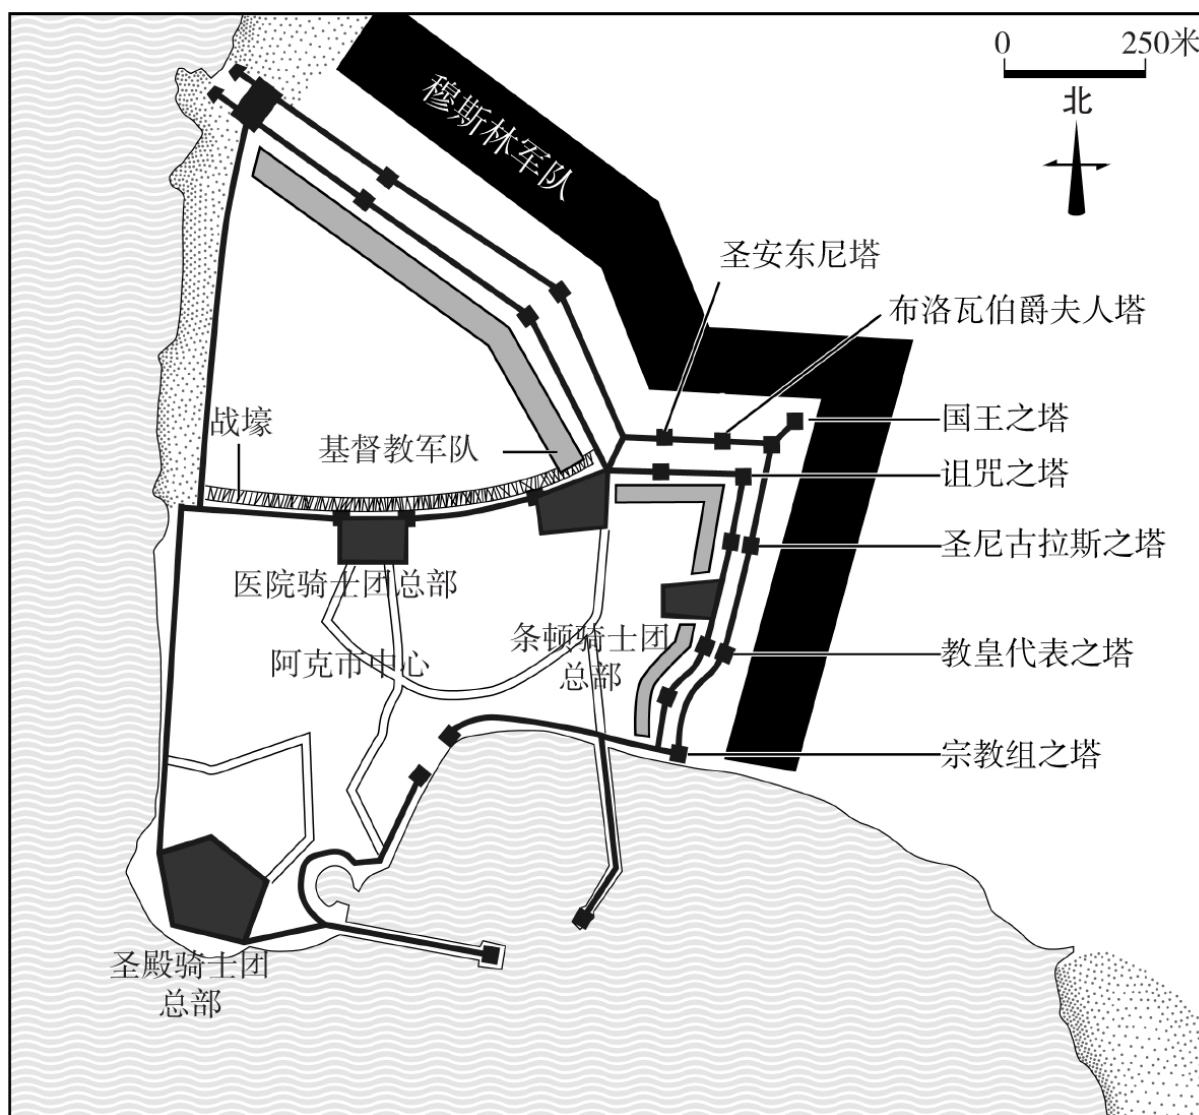 0 250米
北
穆斯林军队
圣安东尼塔
布洛瓦伯爵夫人塔
国王之塔
战壕
基督教军队
诅咒之塔
圣尼古拉斯之塔
医院骑士团总部
条顿骑士团
总部
阿克市中心
教皇代表之塔
宗教组之塔
圣殿骑士团
总部